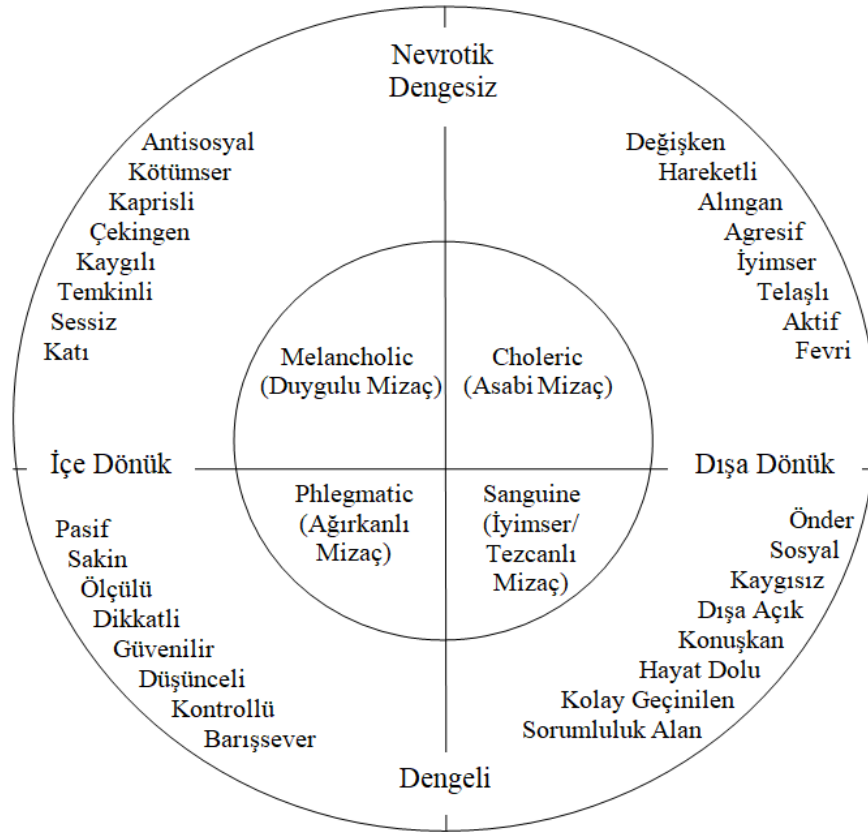 Nevrotik
Dengesiz
Antisosyal
Kötümser
Kaprisli
Çekingen
Kaygılı
Temkinli
Sessiz
Katı
Değişken
Hareketli
Alıngan
Agresif
İyimser
Telaşlı
Aktif
Fevri
Melancholic
(Duygulu Mizaç)
Choleric
(Asabi Mizaç)
İçe Dönük
Dışa Dönük
Phlegmatic
(Ağırkanlı
Mizaç)
Sanguine
(İyimser/
Tezcanlı
Mizaç)
Pasif
Sakin
Ölçülü
Dikkatli
Güvenilir
Düşünceli
Kontrollü
Barışsever
Önder
Sosyal
Kaygısız
Dışa Açık
Konuşkan
Hayat Dolu
Kolay Geçinilen
Sorumluluk Alan
Dengeli